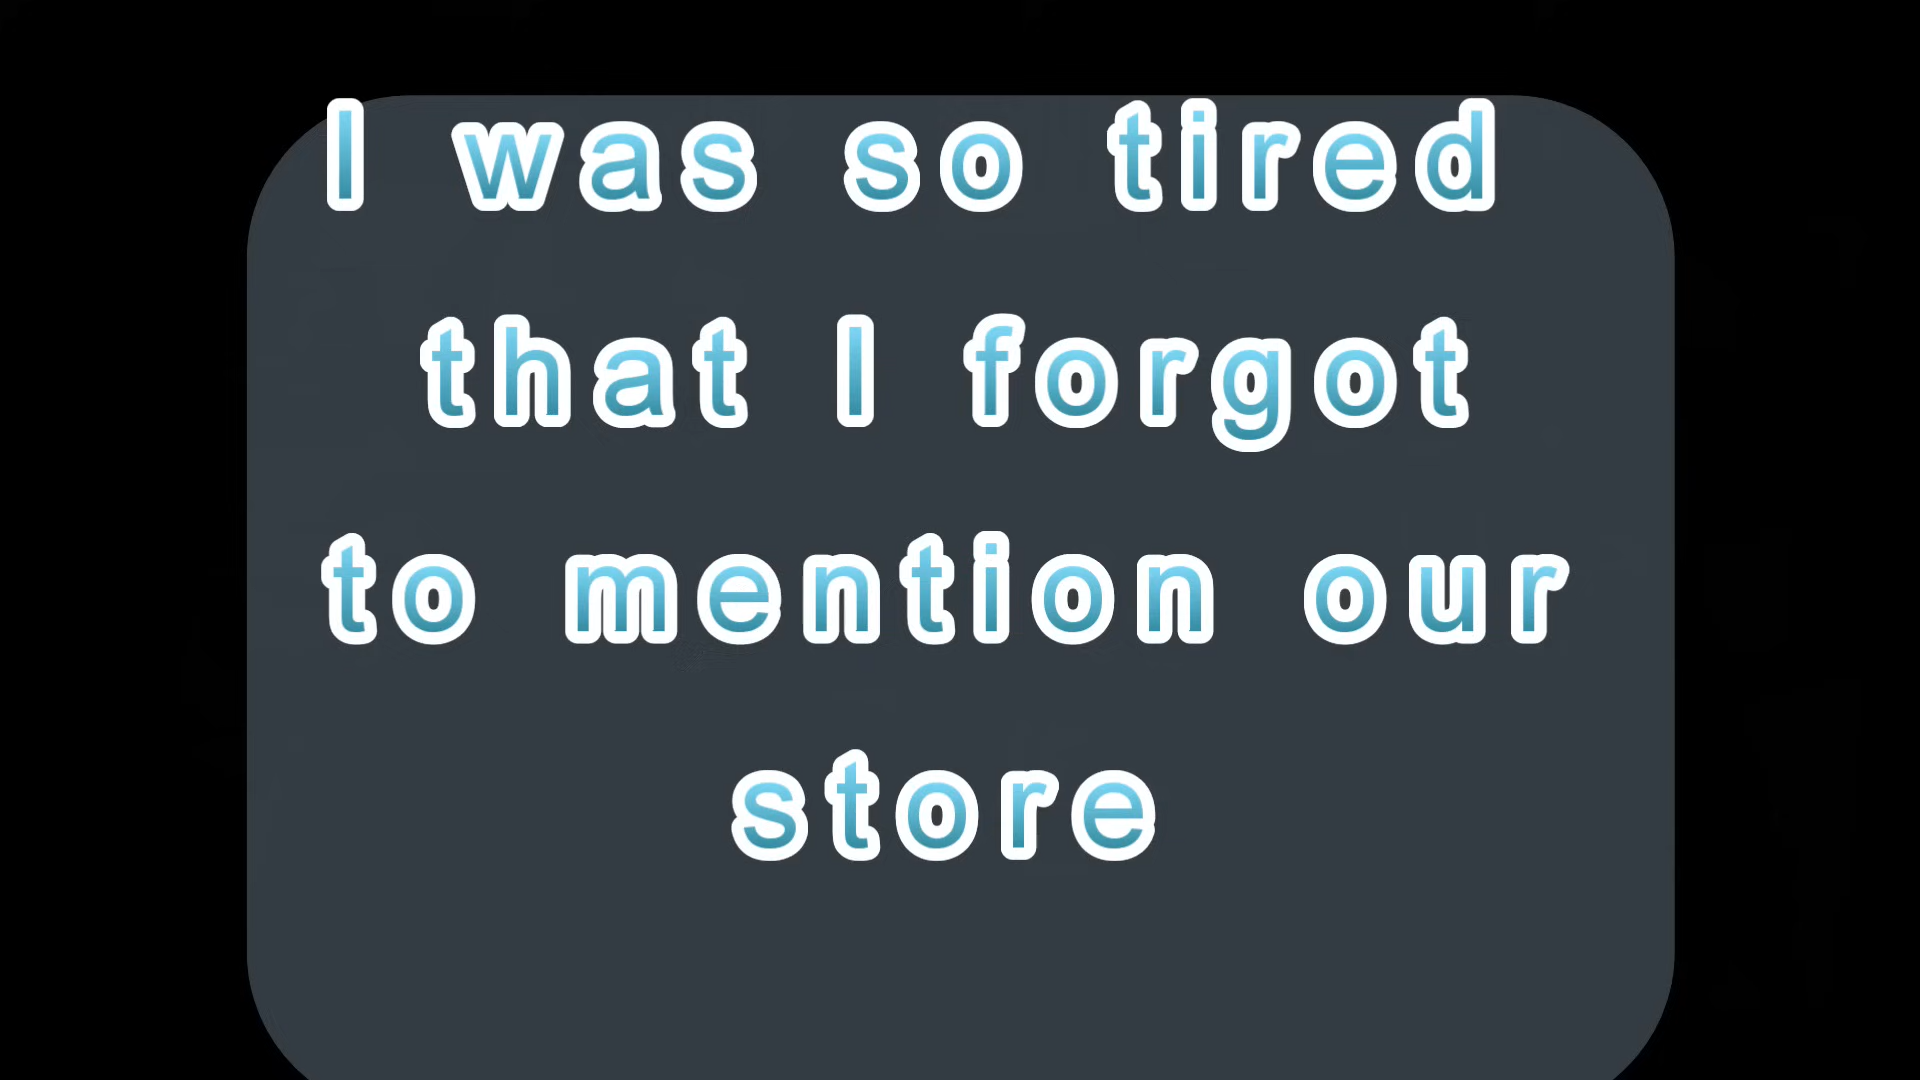 I was so tired
that I forgot
to mention our
store